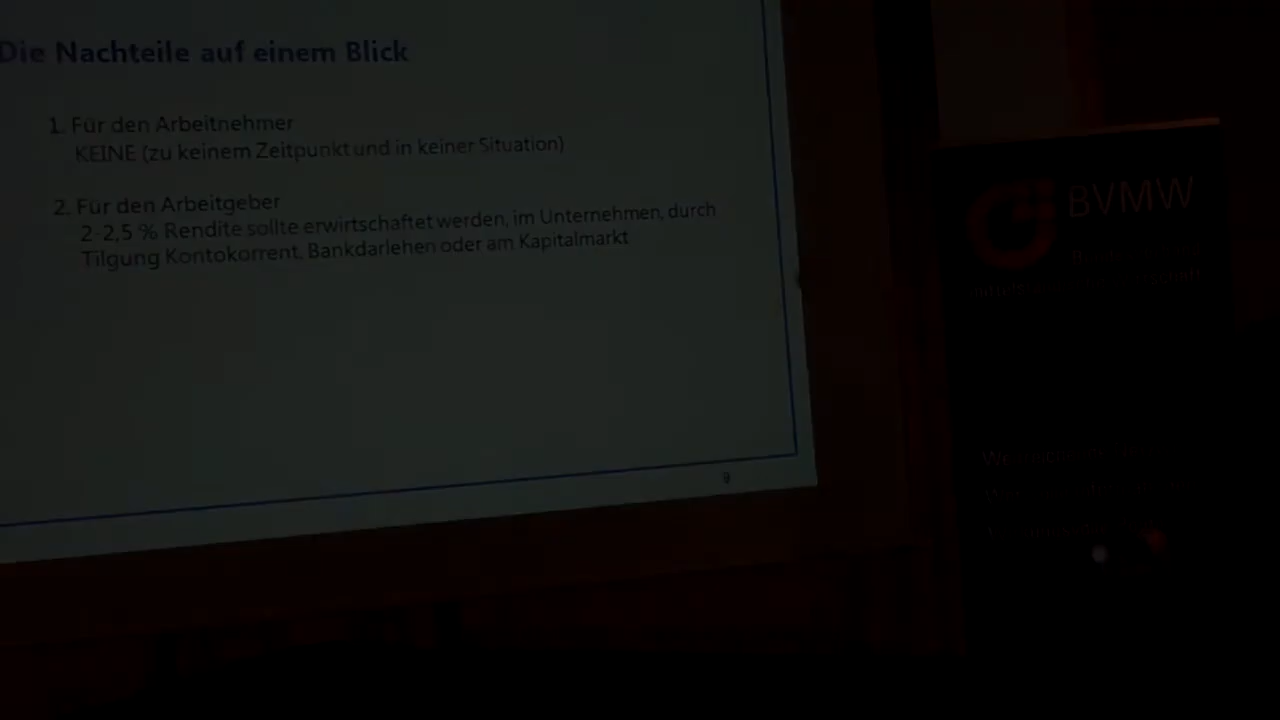 Die Nachteile auf einem Blick
1. Für den Arbeitnehmer
KEINE (zu keinem Zeitpunkt und in keiner Situation)
2. Für den Arbeitgeber
2-2,5 % Rendite sollte erwirtschaftet werden, im Unternehmen, durch
Tilgung Kontokorrent, Bankdarlehen oder am Kapitalmarkt
9
BVMW